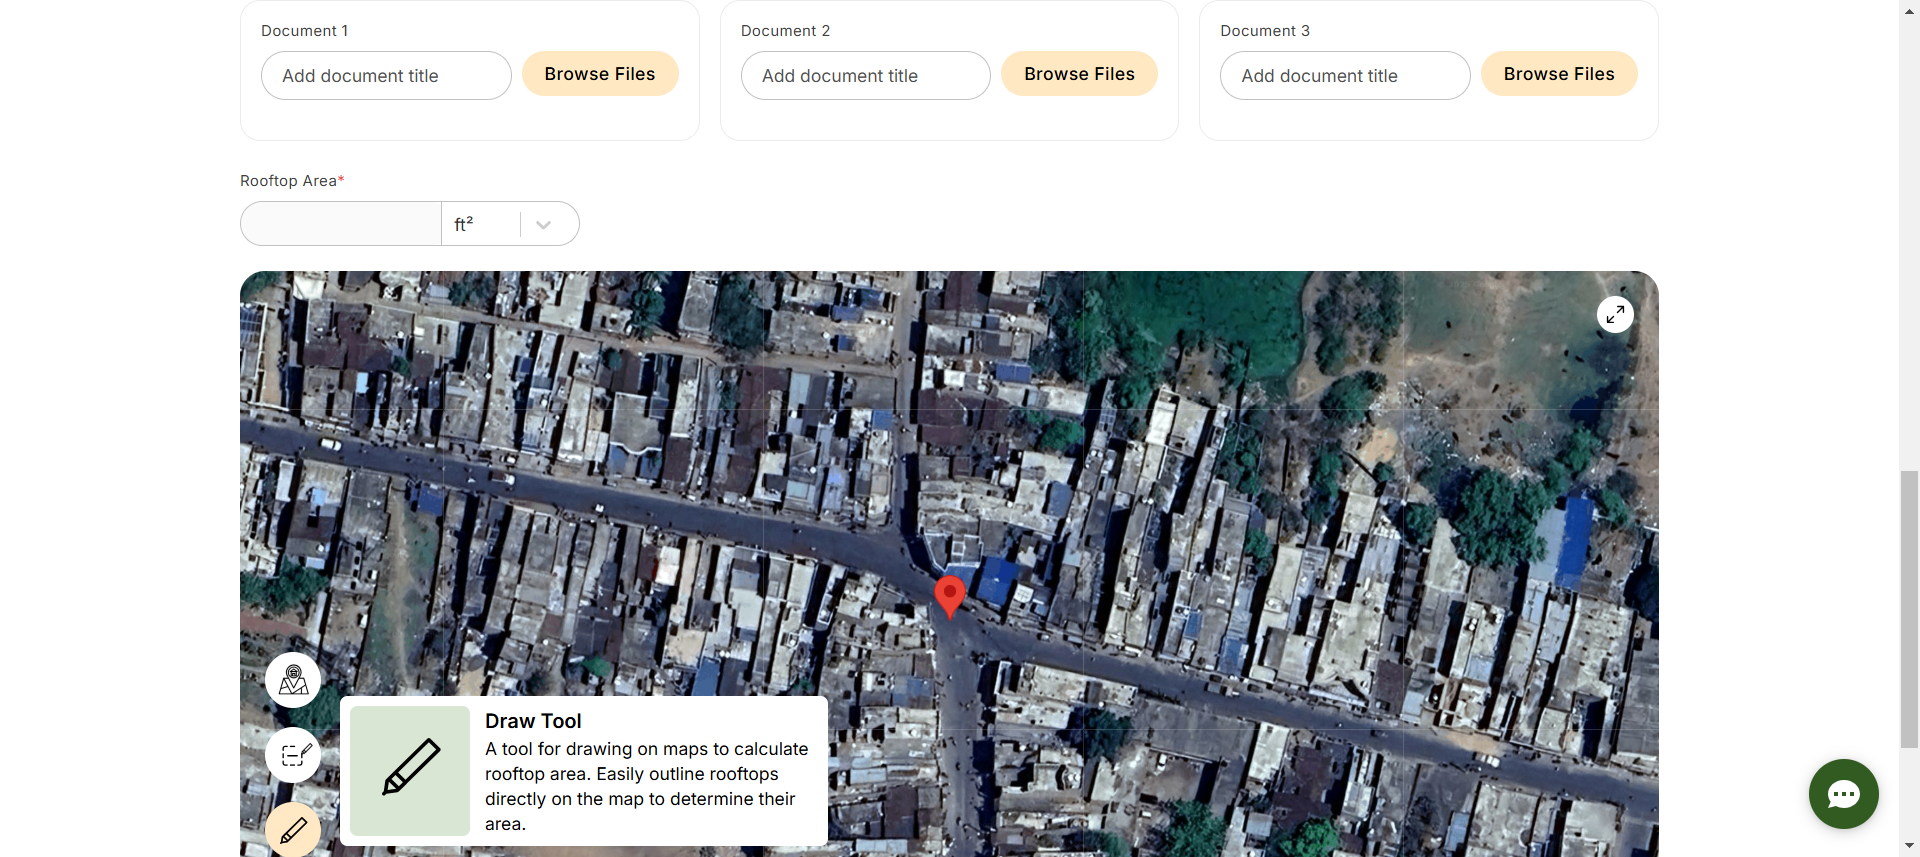 Document 1
Document 2
Document 3
Add document title
Browse Files
Add document title
Browse Files
Add document title
Browse Files
Rooftop Area*
ft²
Draw Tool
A tool for drawing on maps to calculate
rooftop area. Easily outline rooftops
directly on the map to determine their
area.